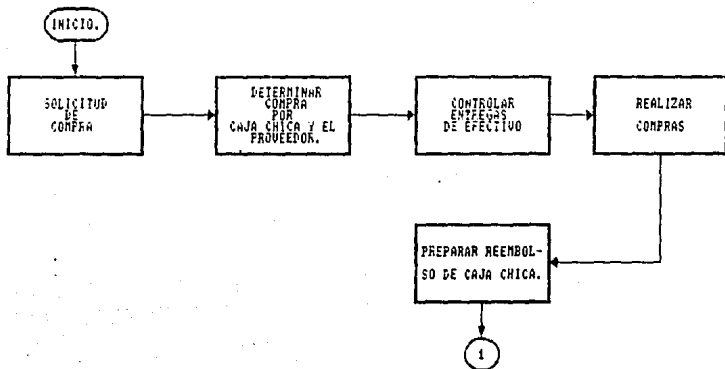 INICIO.
SOLICITUD
DE
COMPRA
DETERMINAR
COMPRA
POR
CAJA CHICA Y EL
PROVEEDOR.
CONTROLAR
ENTREGAS
DE EFECTIVO
REALIZAR
COMPRAS
PREPARAR REEMBOL-
SO DE CAJA CHICA.
1